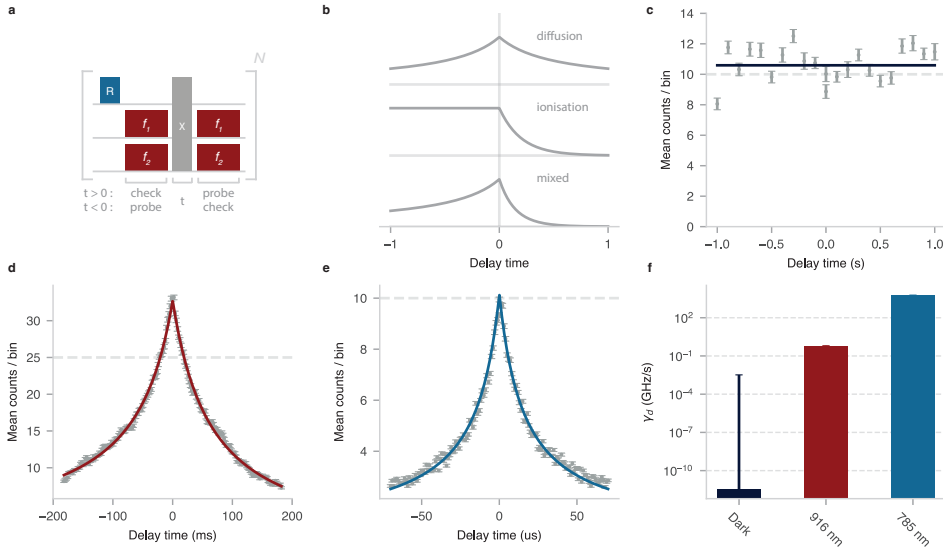 a
N
R
f1
X
f1
f2
f2
t > 0 : check t probe
t < 0 : probe check
b
diffusion
ionisation
mixed
−1 0 1
Delay time
c
Mean counts / bin
14
12
10
8
6
4
2
0
−1.0 −0.5 0.0 0.5 1.0
Delay time (s)
d
Mean counts / bin
30
25
20
15
10
−200 −100 0 100 200
Delay time (ms)
e
Mean counts / bin
10
8
6
4
−50 0 50
Delay time (us)
f
γd (GHz/s)
10^2
10^−1
10^−4
10^−7
10^−10
Dark 916 nm 785 nm